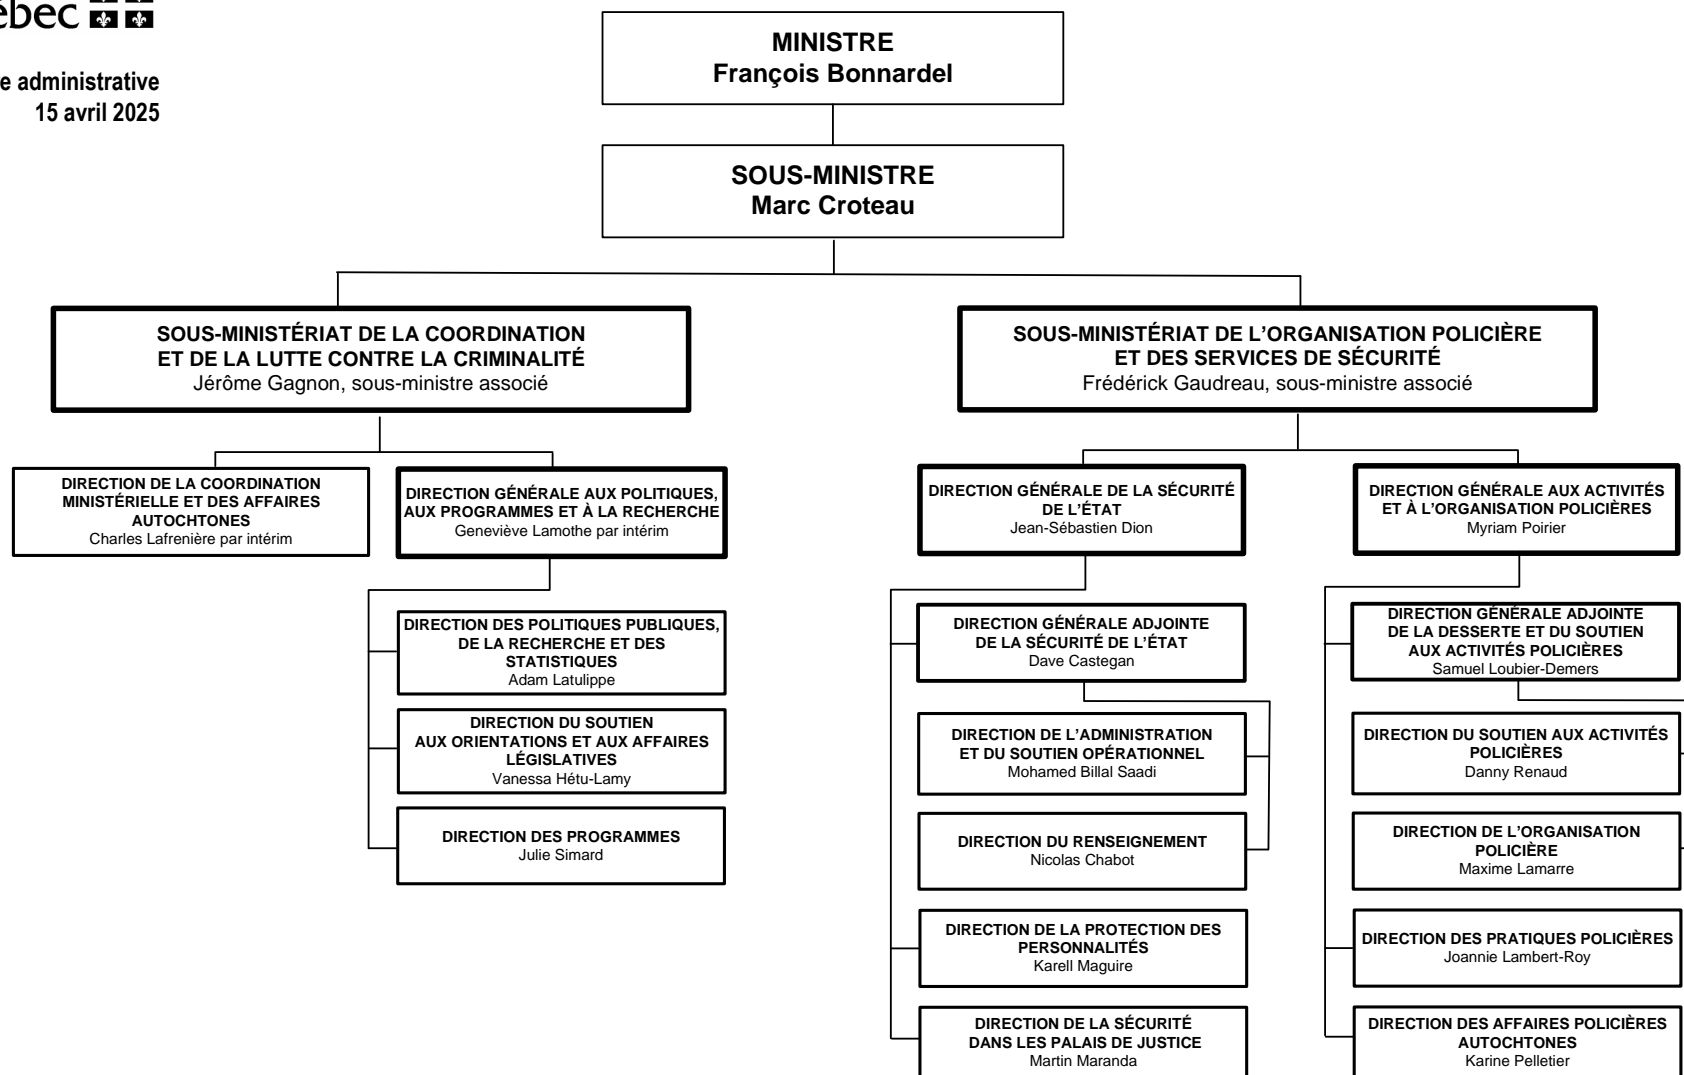 15 avril 2025
administrative
MINISTRE
François Bonnardel
SOUS-MINISTRE
Marc Croteau
SOUS-MINISTÉRIAT DE LA COORDINATION
ET DE LA LUTTE CONTRE LA CRIMINALITÉ
Jérôme Gagnon, sous-ministre associé
SOUS-MINISTÉRIAT DE L’ORGANISATION POLICIÈRE
ET DES SERVICES DE SÉCURITÉ
Frédérick Gaudreau, sous-ministre associé
DIRECTION DE LA COORDINATION
MINISTÉRIELLE ET DES AFFAIRES
AUTOCHTONES
Charles Lafrenière par intérim
DIRECTION GÉNÉRALE AUX POLITIQUES,
AUX PROGRAMMES ET À LA RECHERCHE
Geneviève Lamothe par intérim
DIRECTION DES POLITIQUES PUBLIQUES,
DE LA RECHERCHE ET DES
STATISTIQUES
Adam Latulippe
DIRECTION DU SOUTIEN
AUX ORIENTATIONS ET AUX AFFAIRES
LÉGISLATIVES
Vanessa Hétu-Lamy
DIRECTION DES PROGRAMMES
Julie Simard
DIRECTION GÉNÉRALE DE LA SÉCURITÉ
DE L’ÉTAT
Jean-Sébastien Dion
DIRECTION GÉNÉRALE ADJOINTE
DE LA SÉCURITÉ DE L’ÉTAT
Dave Castegan
DIRECTION DE L’ADMINISTRATION
ET DU SOUTIEN OPÉRATIONNEL
Mohamed Billal Saadi
DIRECTION DU RENSEIGNEMENT
Nicolas Chabot
DIRECTION DE LA PROTECTION DES
PERSONNALITÉS
Karell Maguire
DIRECTION DE LA SÉCURITÉ
DANS LES PALAIS DE JUSTICE
Martin Maranda
DIRECTION GÉNÉRALE AUX ACTIVITÉS
ET À L’ORGANISATION POLICIÈRES
Myriam Poirier
DIRECTION GÉNÉRALE ADJOINTE
DE LA DESSERTE ET DU SOUTIEN
AUX ACTIVITÉS POLICIÈRES
Samuel Loubier-Demers
DIRECTION DU SOUTIEN AUX ACTIVITÉS
POLICIÈRES
Danny Renaud
DIRECTION DE L’ORGANISATION
POLICIÈRE
Maxime Lamarre
DIRECTION DES PRATIQUES POLICIÈRES
Joannie Lambert-Roy
DIRECTION DES AFFAIRES POLICIÈRES
AUTOCHTONES
Karine Pelletier